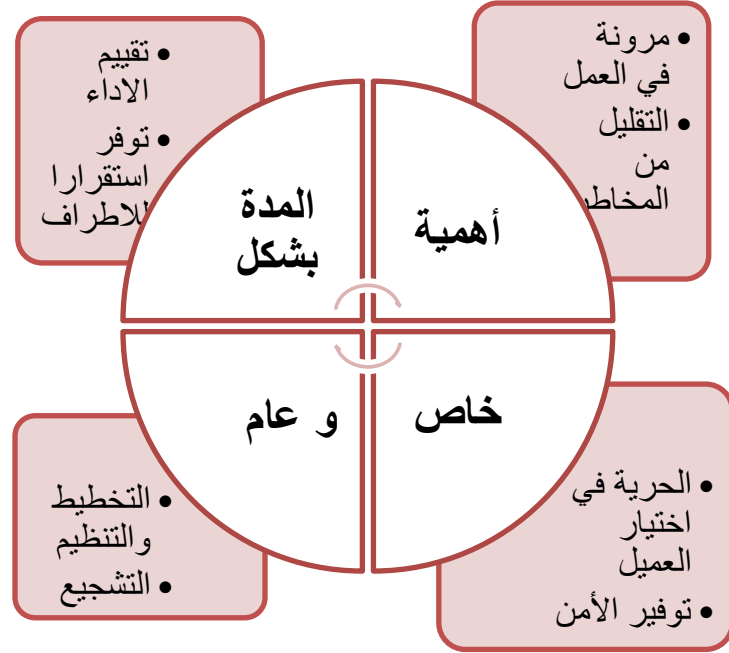 • مرونة
في العمل
• التقليل
من
المخاطر
• تقييم
الاداء
• توفر
استقرارا
للاطراف
أهمية
المدة
بشكل
خاص
و عام
• الحرية في
اختيار
العميل
• توفير الأمن
• التخطيط
والتنظيم
• التشجيع